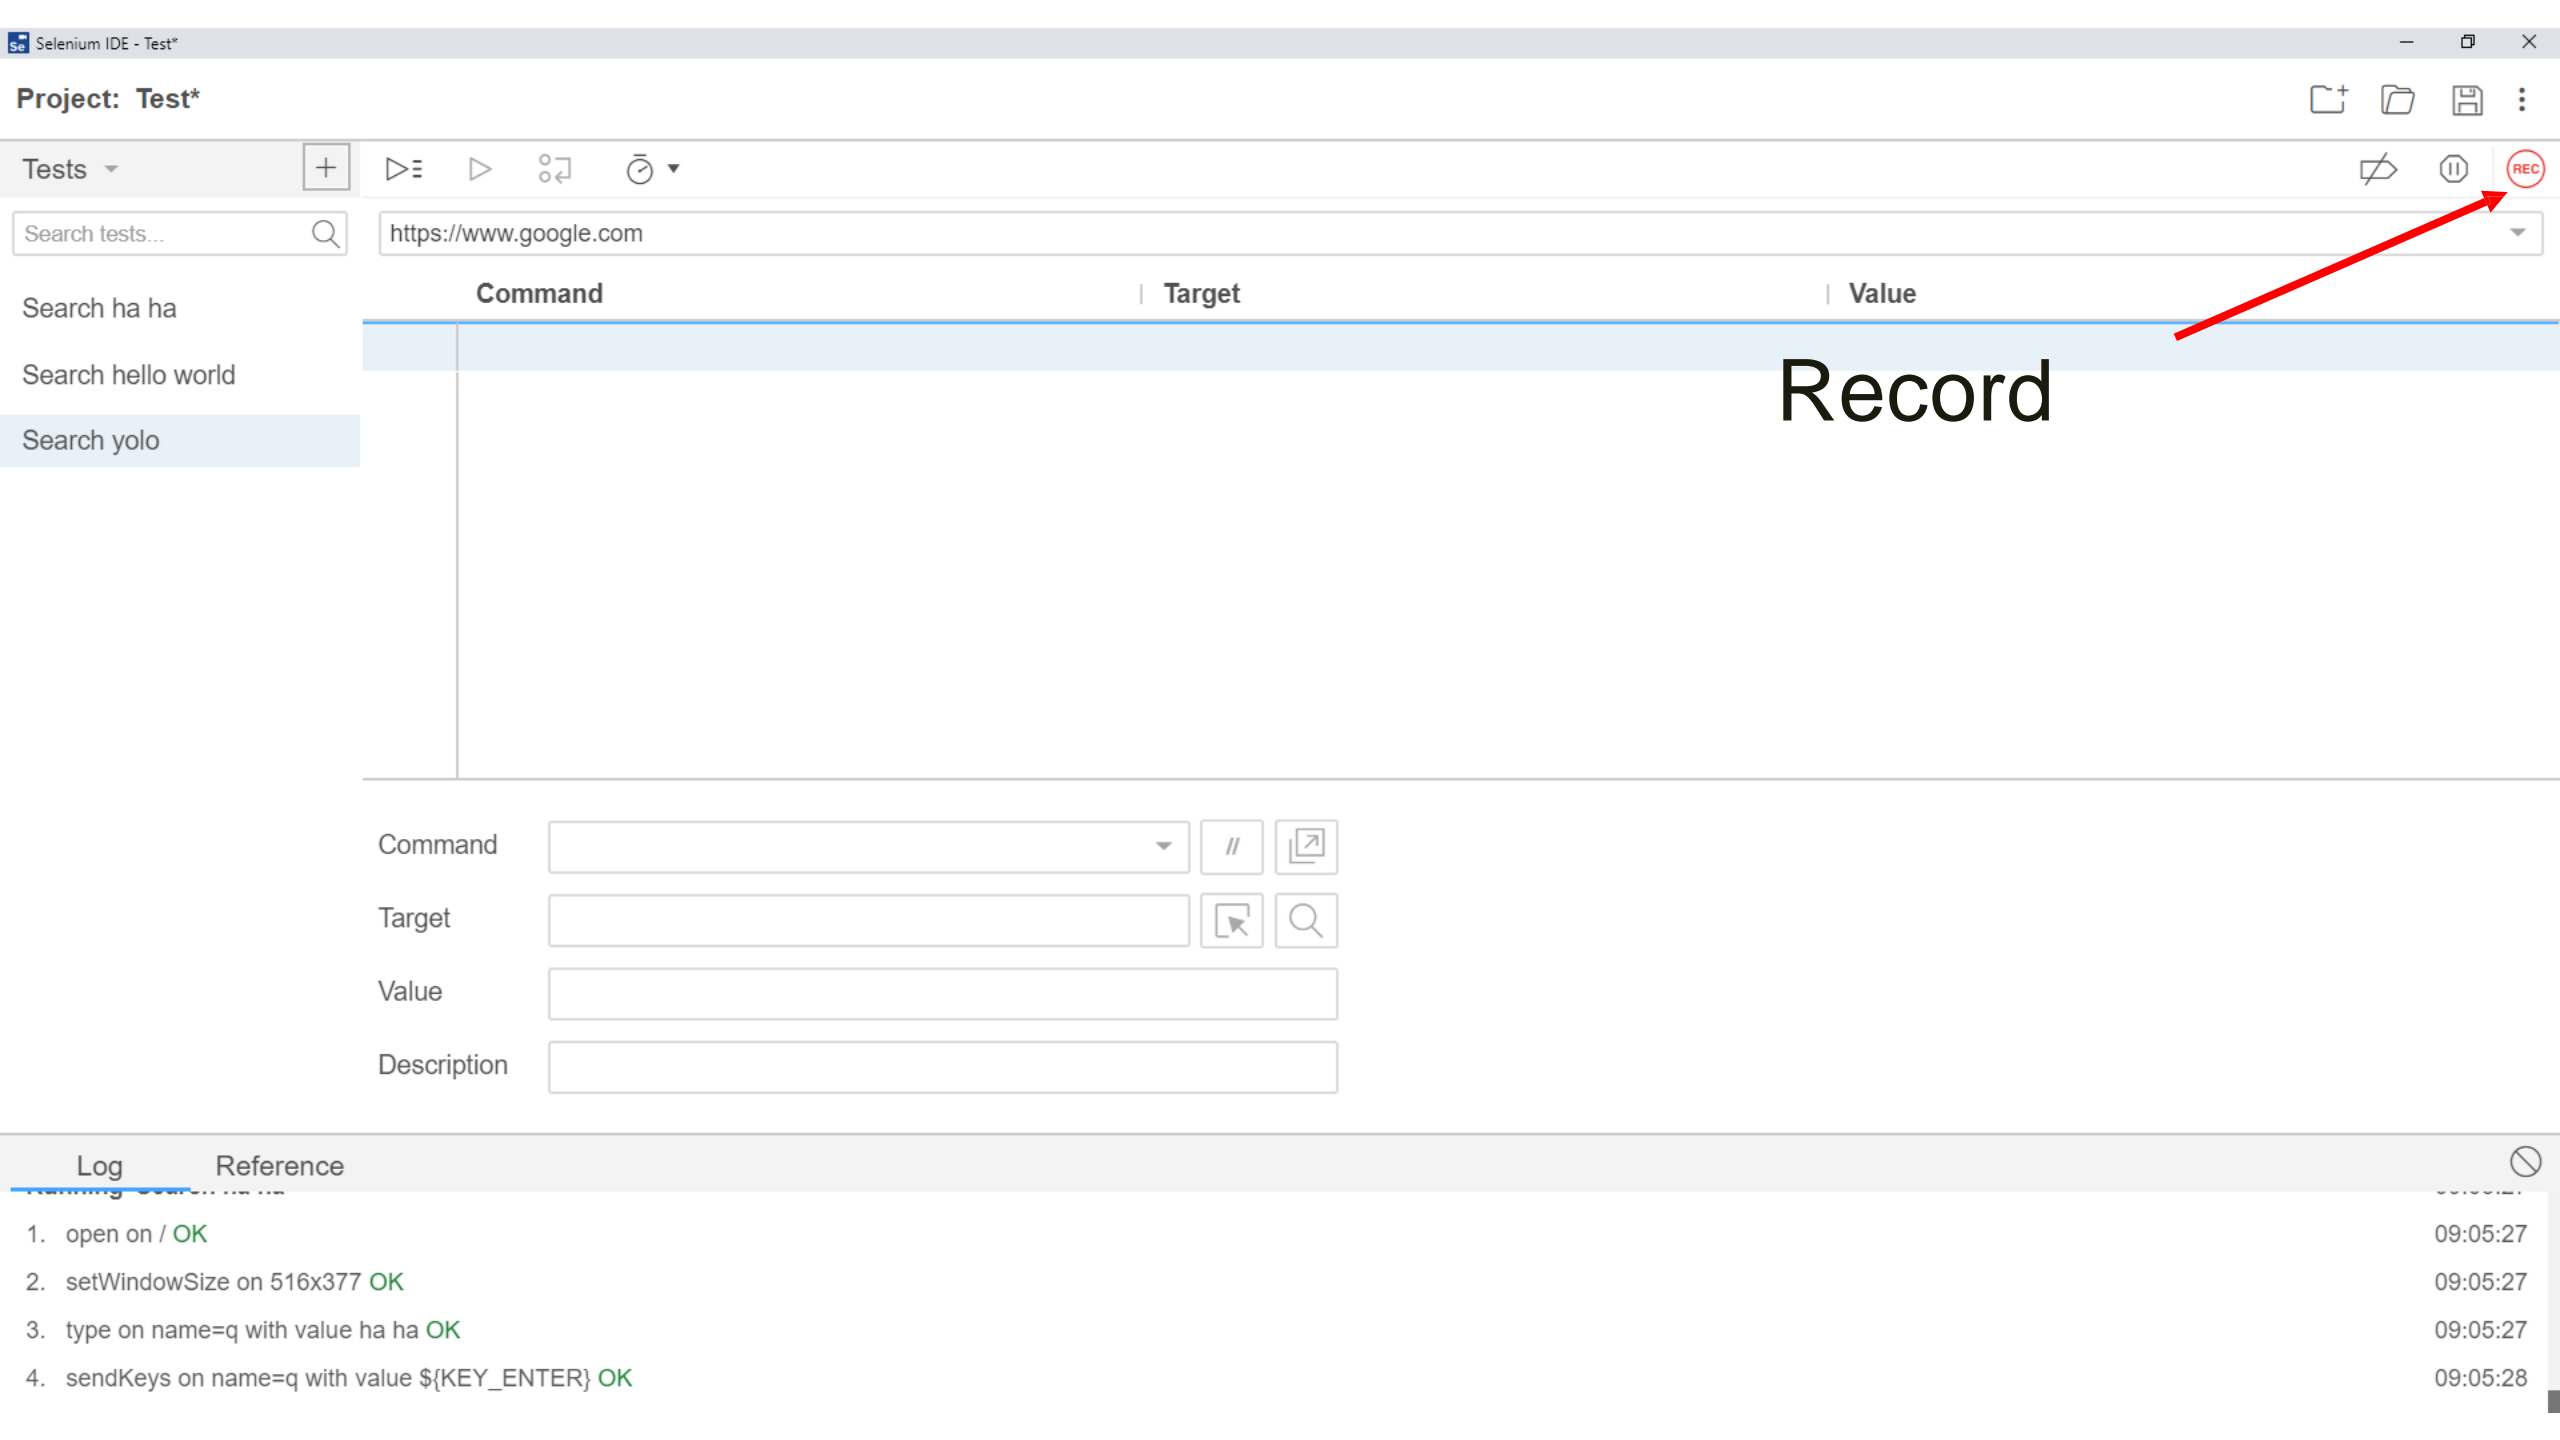 Selenium IDE - Test*
Project: Test*
Tests
REC
Search tests...
https://www.google.com
Command Target Value
Search ha ha
Search hello world
Search yolo
Record
Command
//
Target
Value
Description
Log Reference
1. open on / OK 09:05:27
2. setWindowSize on 516x377 OK 09:05:27
3. type on name=q with value ha ha OK 09:05:27
4. sendKeys on name=q with value ${KEY_ENTER} OK 09:05:28